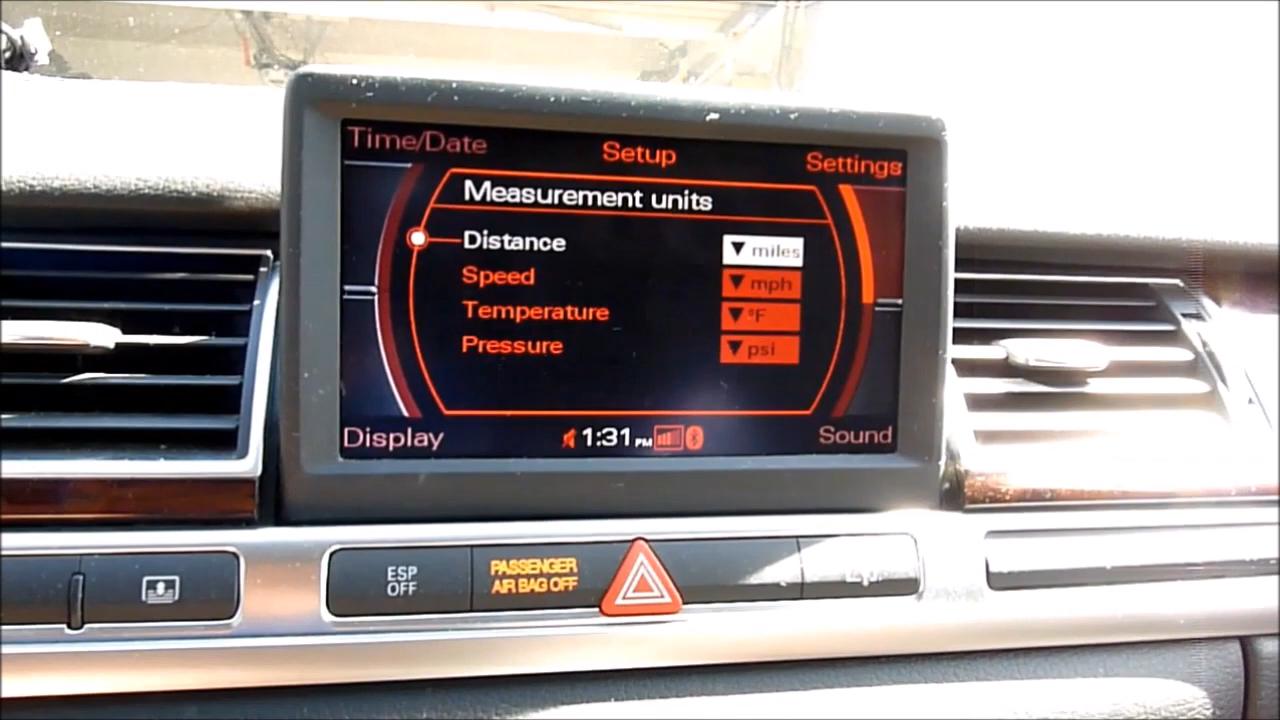 Time/Date
Setup
Settings
Measurement units
Distance miles
Speed mph
Temperature °F
Pressure psi
Display
1:31 PM
Sound
ESP
OFF
PASSENGER
AIR BAG OFF